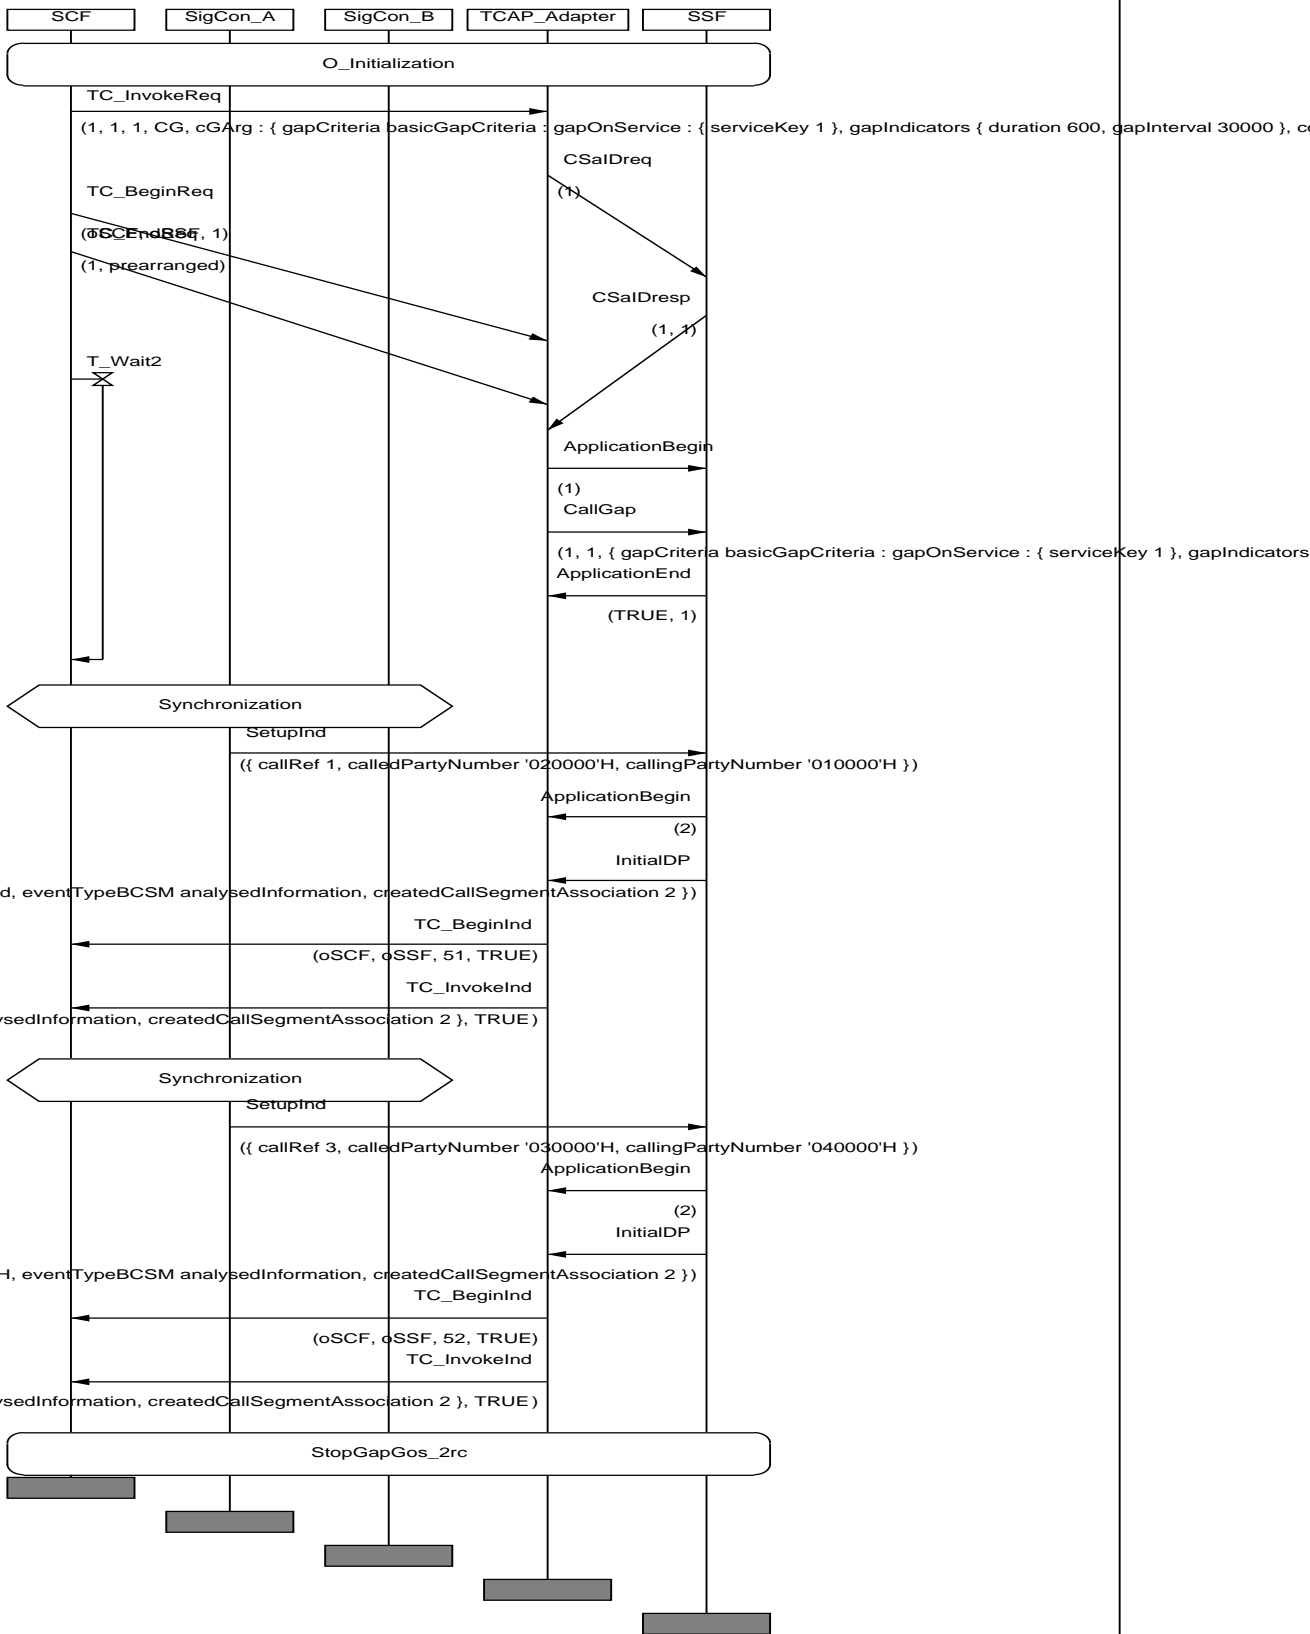 SCF SigCon_A SigCon_B TCAP_Adapter SSF
O_Initialization
TC_InvokeReq
(1, 1, 1, CG, cGArg : { gapCriteria basicGapCriteria : gapOnService : { serviceKey 1 }, gapIndicators { duration 600, gapInterval 30000 }, c
CSaIDreq
(1)
TC_BeginReq
(oSCF, oSSF, 1)
TC_EndReq
(1, prearranged)
CSaIDresp
(1, 1)
T_Wait2
ApplicationBegin
(1)
CallGap
(1, 1, { gapCriteria basicGapCriteria : gapOnService : { serviceKey 1 }, gapIndicators
ApplicationEnd
(TRUE, 1)
Synchronization
SetupInd
({ callRef 1, calledPartyNumber '020000'H, callingPartyNumber '010000'H })
ApplicationBegin
(2)
InitialDP
d, eventTypeBCSM analysedInformation, createdCallSegmentAssociation 2 })
TC_BeginInd
(oSCF, oSSF, 51, TRUE)
TC_InvokeInd
ysedInformation, createdCallSegmentAssociation 2 }, TRUE)
Synchronization
SetupInd
({ callRef 3, calledPartyNumber '030000'H, callingPartyNumber '040000'H })
ApplicationBegin
(2)
InitialDP
H, eventTypeBCSM analysedInformation, createdCallSegmentAssociation 2 })
TC_BeginInd
(oSCF, oSSF, 52, TRUE)
TC_InvokeInd
ysedInformation, createdCallSegmentAssociation 2 }, TRUE)
StopGapGos_2rc